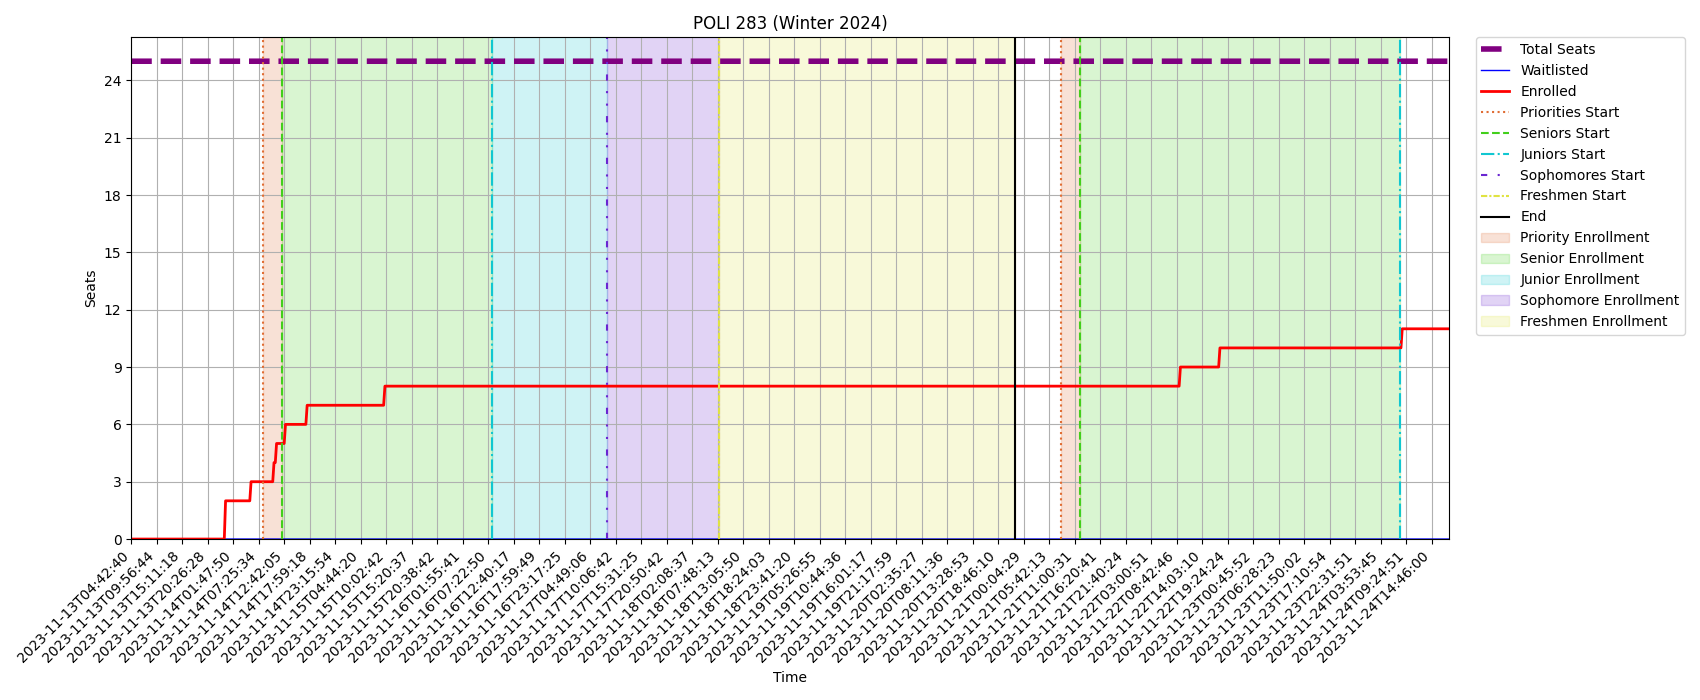 POLI 283 (Winter 2024)
Seats
24
21
18
15
12
9
6
3
0
2023-11-13T04:42:40
2023-11-13T09:56:44
2023-11-13T15:11:18
2023-11-13T20:26:28
2023-11-14T01:47:50
2023-11-14T07:25:34
2023-11-14T12:42:05
2023-11-14T17:59:18
2023-11-14T23:15:54
2023-11-15T04:44:20
2023-11-15T10:02:42
2023-11-15T15:20:37
2023-11-15T20:38:42
2023-11-16T01:55:41
2023-11-16T07:22:50
2023-11-16T12:40:17
2023-11-16T17:59:49
2023-11-16T23:17:25
2023-11-17T04:49:06
2023-11-17T10:06:42
2023-11-17T15:31:25
2023-11-17T20:50:42
2023-11-18T02:08:37
2023-11-18T07:48:13
2023-11-18T13:05:50
2023-11-18T18:24:03
2023-11-18T23:41:20
2023-11-19T05:26:55
2023-11-19T10:44:36
2023-11-19T16:01:17
2023-11-19T21:17:59
2023-11-20T02:35:27
2023-11-20T08:11:36
2023-11-20T13:28:53
2023-11-20T18:46:10
2023-11-21T00:04:29
2023-11-21T05:42:13
2023-11-21T11:00:31
2023-11-21T16:20:41
2023-11-21T21:40:24
2023-11-22T03:00:51
2023-11-22T08:42:46
2023-11-22T14:03:10
2023-11-22T19:24:24
2023-11-23T00:45:52
2023-11-23T06:28:23
2023-11-23T11:50:02
2023-11-23T17:10:54
2023-11-23T22:31:51
2023-11-24T03:53:45
2023-11-24T09:24:51
2023-11-24T14:46:00
Time
Total Seats
Waitlisted
Enrolled
Priorities Start
Seniors Start
Juniors Start
Sophomores Start
Freshmen Start
End
Priority Enrollment
Senior Enrollment
Junior Enrollment
Sophomore Enrollment
Freshmen Enrollment